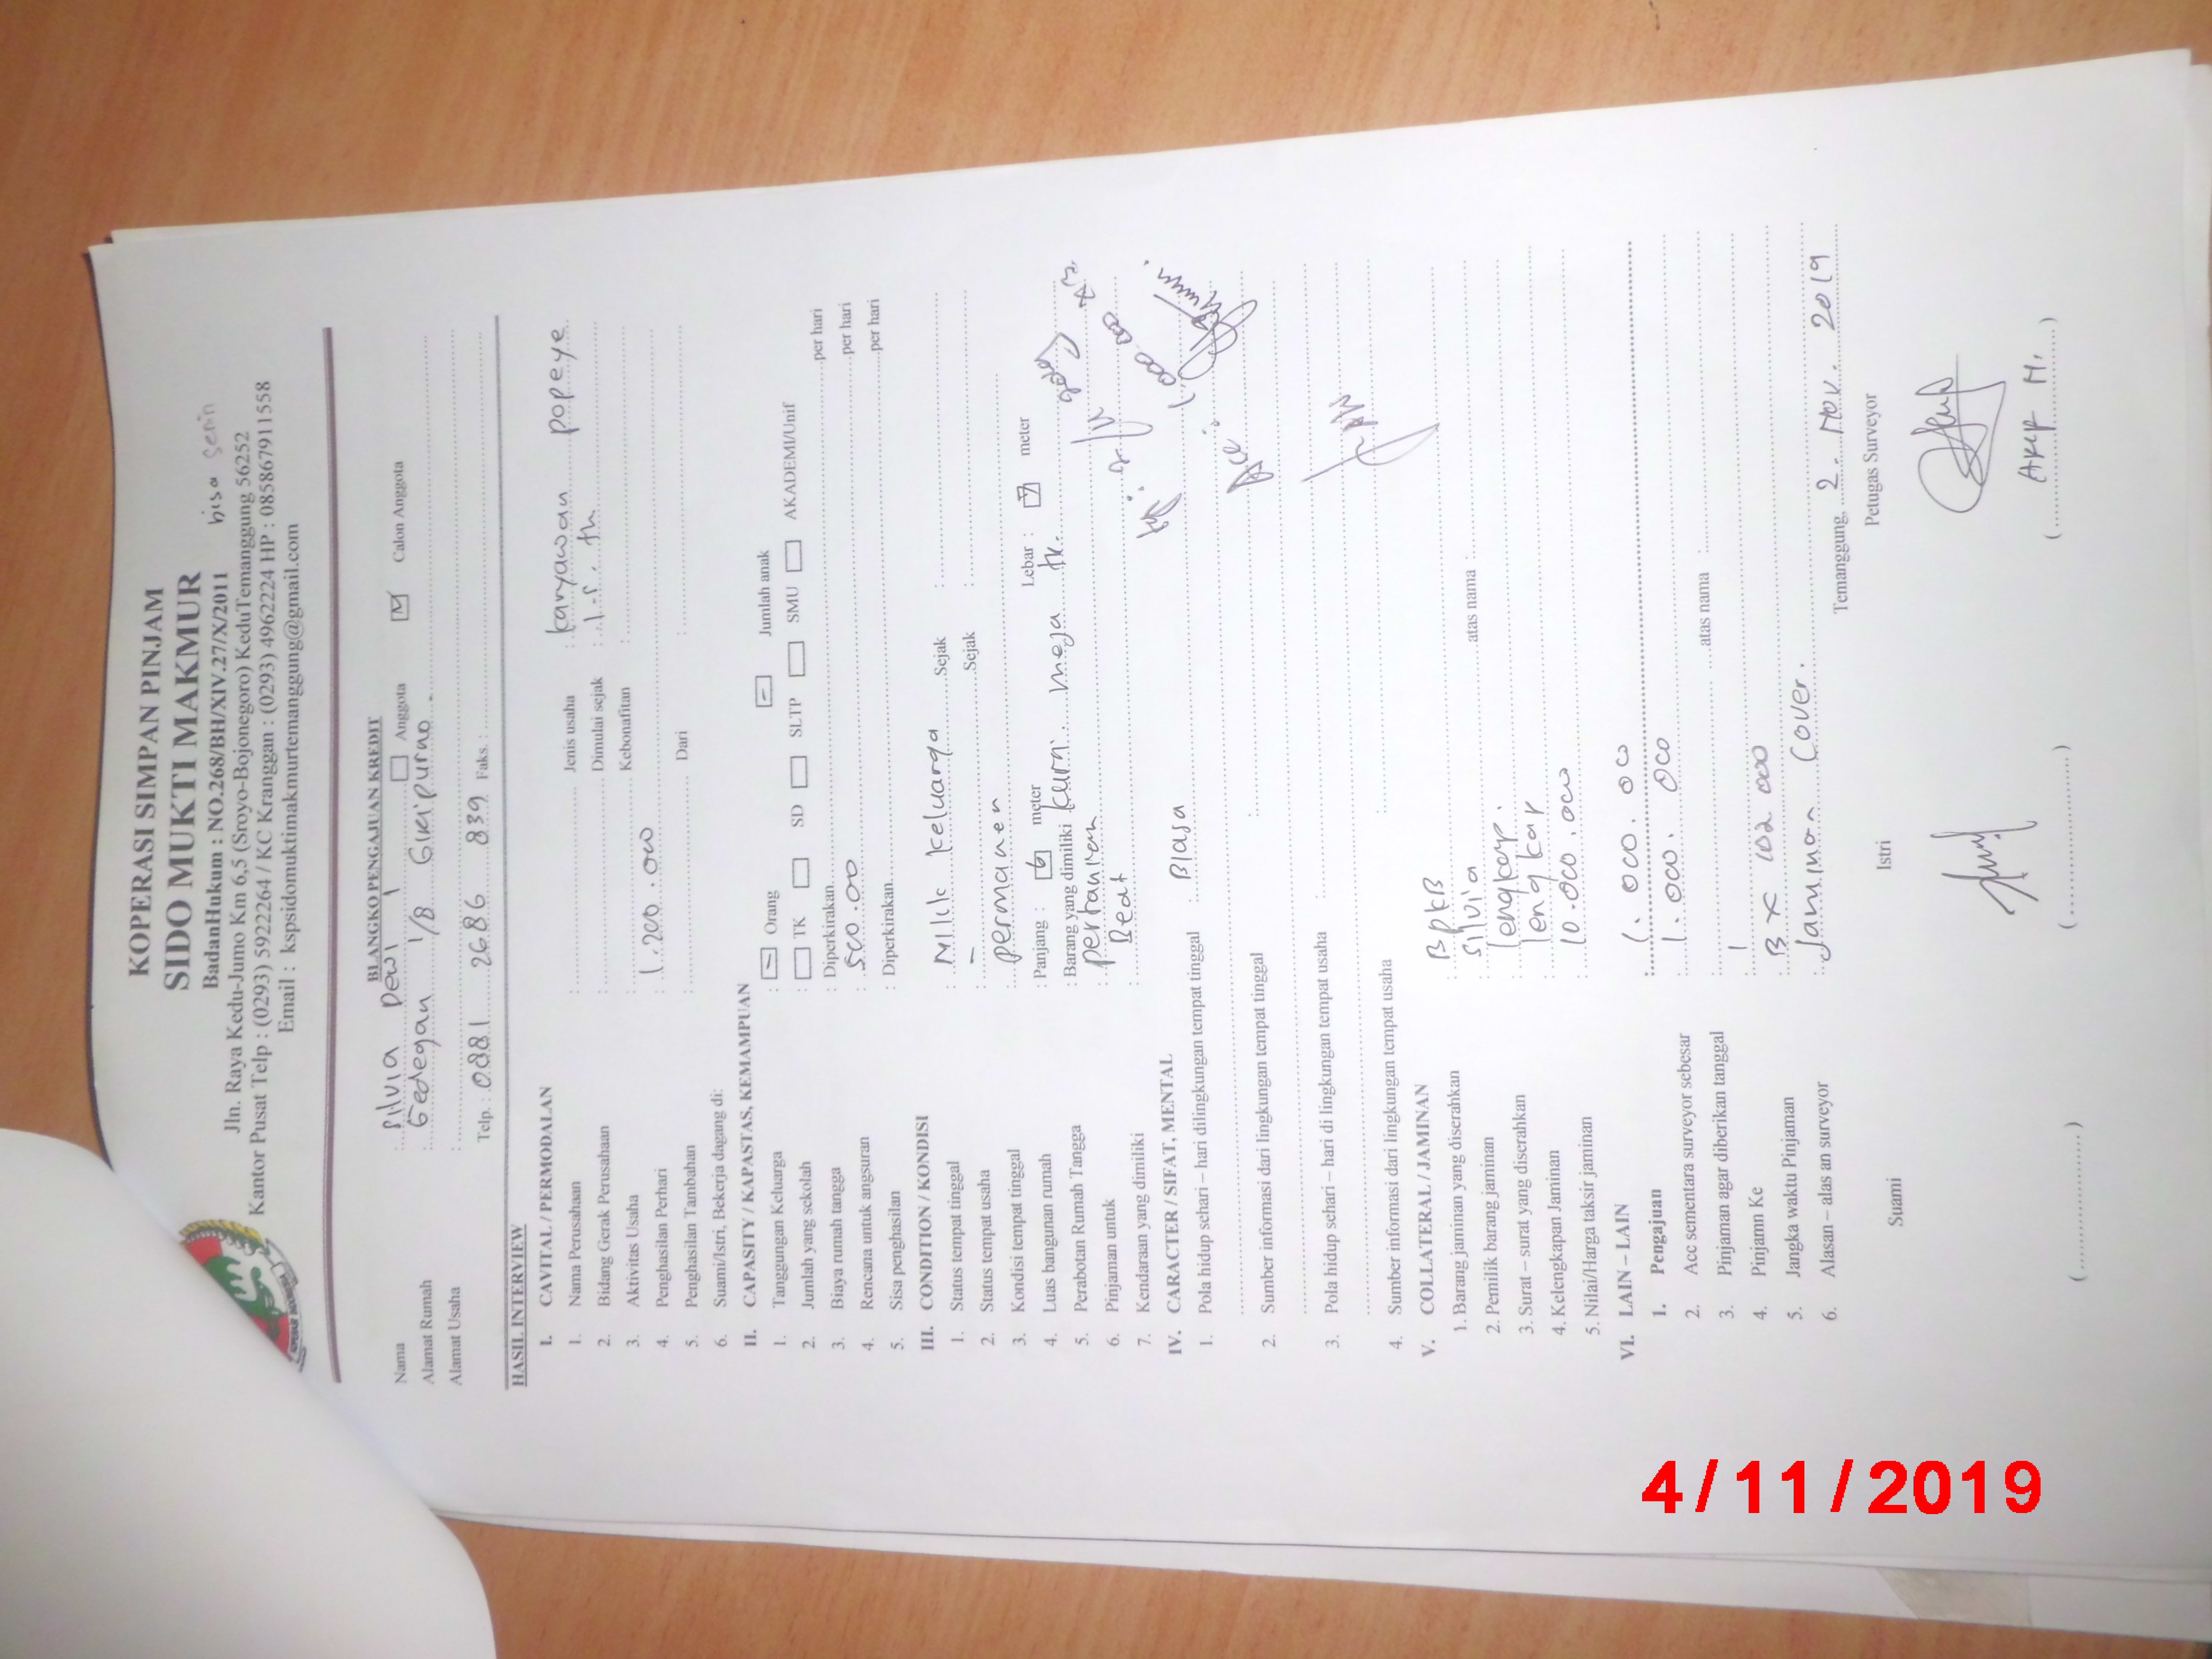 KOPERASI SIMPAN PINJAM
SIDO MUKTI MAKMUR
BadanHukum : NO.268/BH/XIV.27/X/2011 bisa senin
Jln. Raya Kedu-Jumo Km 6,5 (Sroyo-Bojonegoro) KeduTemanggung 56252
Kantor Pusat Telp : (0293) 5922264 / KC Kranggan : (0293) 4962224 HP : 085867911558
Email : kspsidomuktimakmurtemanggung@gmail.com
BLANGKO PENGAJUAN KREDIT
Anggota Calon Anggota
Nama : Silvia Dewi
Alamat Rumah : Gedegan 1/8 Giripurno.
Alamat Usaha :
Telp. : 0881 2686 839 Faks. :
HASIL INTERVIEW
I. CAVITAL / PERMODALAN
1. Nama Perusahaan : Jenis usaha : karyawan popeye
2. Bidang Gerak Perusahaan : Dimulai sejak : 1.5. th
3. Aktivitas Usaha : Kebonafitan :
4. Penghasilan Perhari : 1.200.000
5. Penghasilan Tambahan : Dari :
6. Suami/Istri, Bekerja dagang di:
II. CAPASITY / KAPASTAS, KEMAMPUAN
1. Tanggungan Keluarga : = Orang = Jumlah anak
2. Jumlah yang sekolah : TK SD SLTP SMU AKADEMI/Unif
3. Biaya rumah tangga : Diperkirakan per hari
4. Rencana untuk angsuran : 500.00 per hari
5. Sisa penghasilan : Diperkirakan per hari
III. CONDITION / KONDISI
1. Status tempat tinggal : Milik keluarga Sejak :
2. Status tempat usaha : – Sejak :
3. Kondisi tempat tinggal : permanen
4. Luas bangunan rumah : Panjang : 6 meter Lebar : 7 meter
5. Perabotan Rumah Tangga : Barang yang dimiliki kursi meja tv.
6. Pinjaman untuk : pertanian
7. Kendaraan yang dimiliki : Beat
IV. CARACTER / SIFAT, MENTAL
1. Pola hidup sehari – hari dilingkungan tempat tinggal : Biasa
1.000.000
Acc :
2. Sumber informasi dari lingkungan tempat tinggal :
3. Pola hidup sehari – hari di lingkungan tempat usaha :
4. Sumber informasi dari lingkungan tempat usaha :
V. COLLATERAL / JAMINAN
1. Barang jaminan yang diserahkan : BpkB
2. Pemilik barang jaminan : Silvia atas nama :
3. Surat – surat yang diserahkan : lengkap.
4. Kelengkapan Jaminan : lengkap
5. Nilai/Harga taksir jaminan : 10.000.000
VI. LAIN – LAIN
1. Pengajuan : 1.000.00
2. Acc sementara surveyor sebesar : 1.000.000
3. Pinjaman agar diberikan tanggal : atas nama :
4. Pinjamn Ke : 1
5. Jangka waktu Pinjaman : B x 102 000
6. Alasan – alas an surveyor : Jaminan Cover.
Temanggung, 2. Nov. 2019
Suami Istri Petugas Surveyor
(..............) (..............) (Arif H.)
4/11/2019